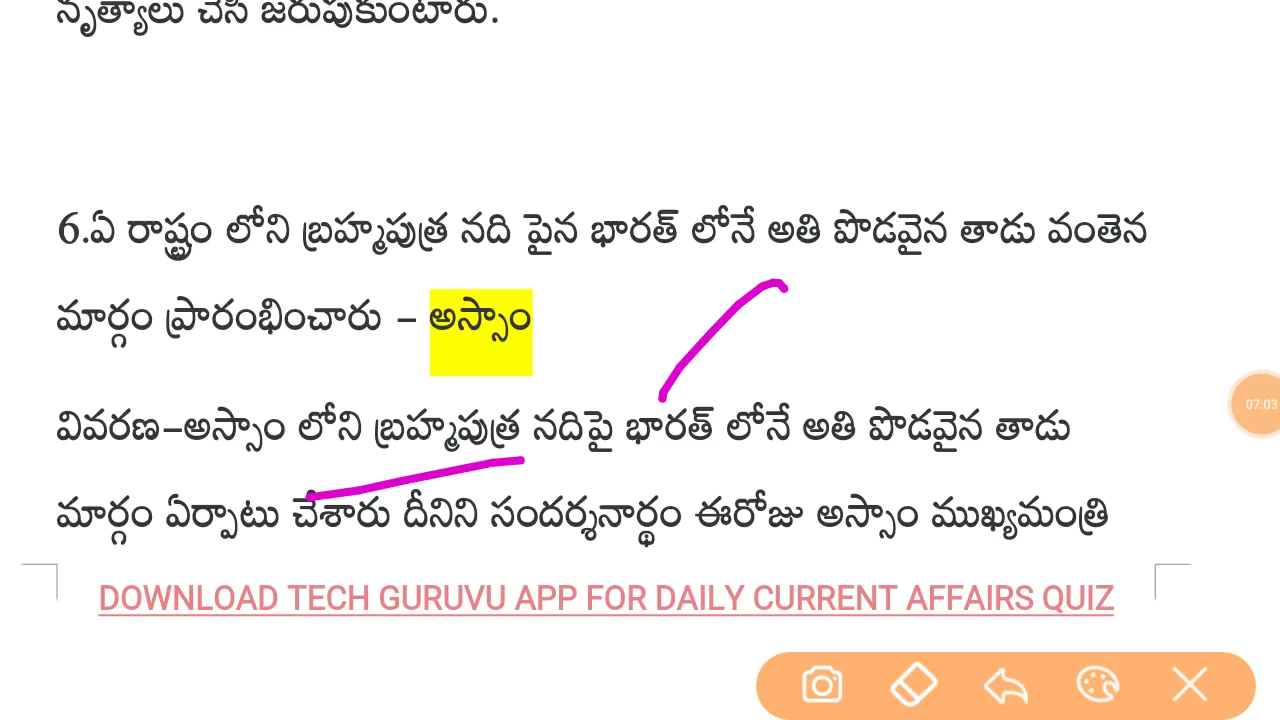 నృత్యాలు చేసి జరుపుకుంటారు.
6.ఏ రాష్ట్రం లోని బ్రహ్మపుత్ర నది పైన భారత్ లోనే అతి పొడవైన తాడు వంతెన
మార్గం ప్రారంభించారు – అస్సాం
వివరణ–అస్సాం లోని బ్రహ్మపుత్ర నదిపై భారత్ లోనే అతి పొడవైన తాడు
మార్గం ఏర్పాటు చేశారు దీనిని సందర్శనార్థం ఈరోజు అస్సాం ముఖ్యమంత్రి
DOWNLOAD TECH GURUVU APP FOR DAILY CURRENT AFFAIRS QUIZ
07:03